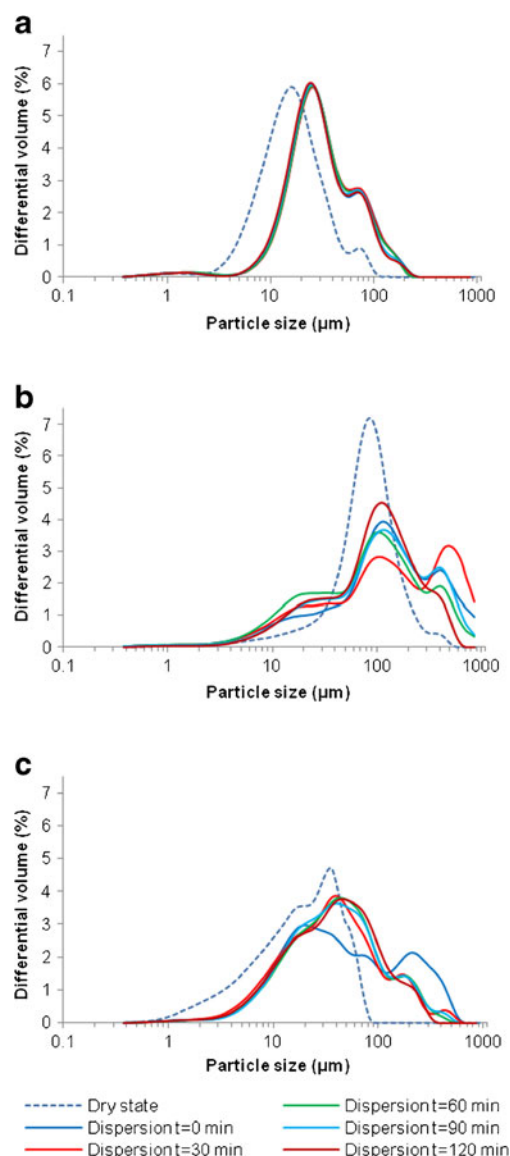 a
Differential volume (%)
7
6
5
4
3
2
1
0
0.1 1 10 100 1000
Particle size (µm)
b
Differential volume (%)
7
6
5
4
3
2
1
0
0.1 1 10 100 1000
Particle size (µm)
c
Differential volume (%)
7
6
5
4
3
2
1
0
0.1 1 10 100 1000
Particle size (µm)
Dry state Dispersion t=60 min
Dispersion t=0 min Dispersion t=90 min
Dispersion t=30 min Dispersion t=120 min